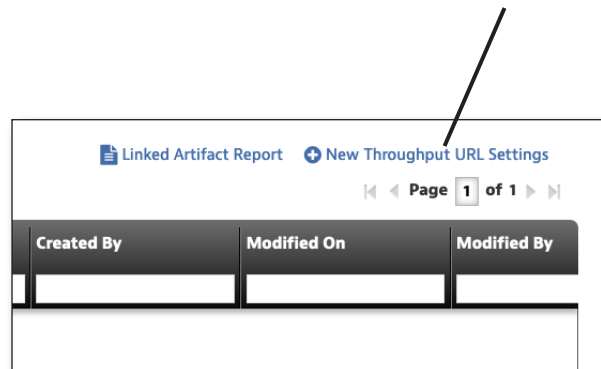 Linked Artifact Report New Throughput URL Settings
Page 1 of 1
Created By Modified On Modified By